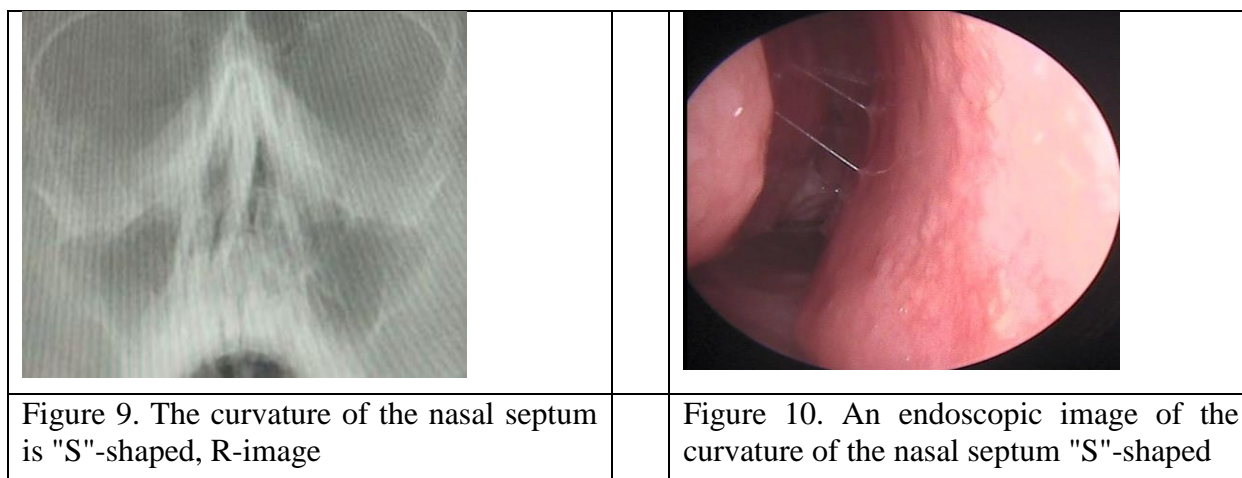 Figure 9. The curvature of the nasal septum
is "S"-shaped, R-image
Figure 10. An endoscopic image of the
curvature of the nasal septum "S"-shaped